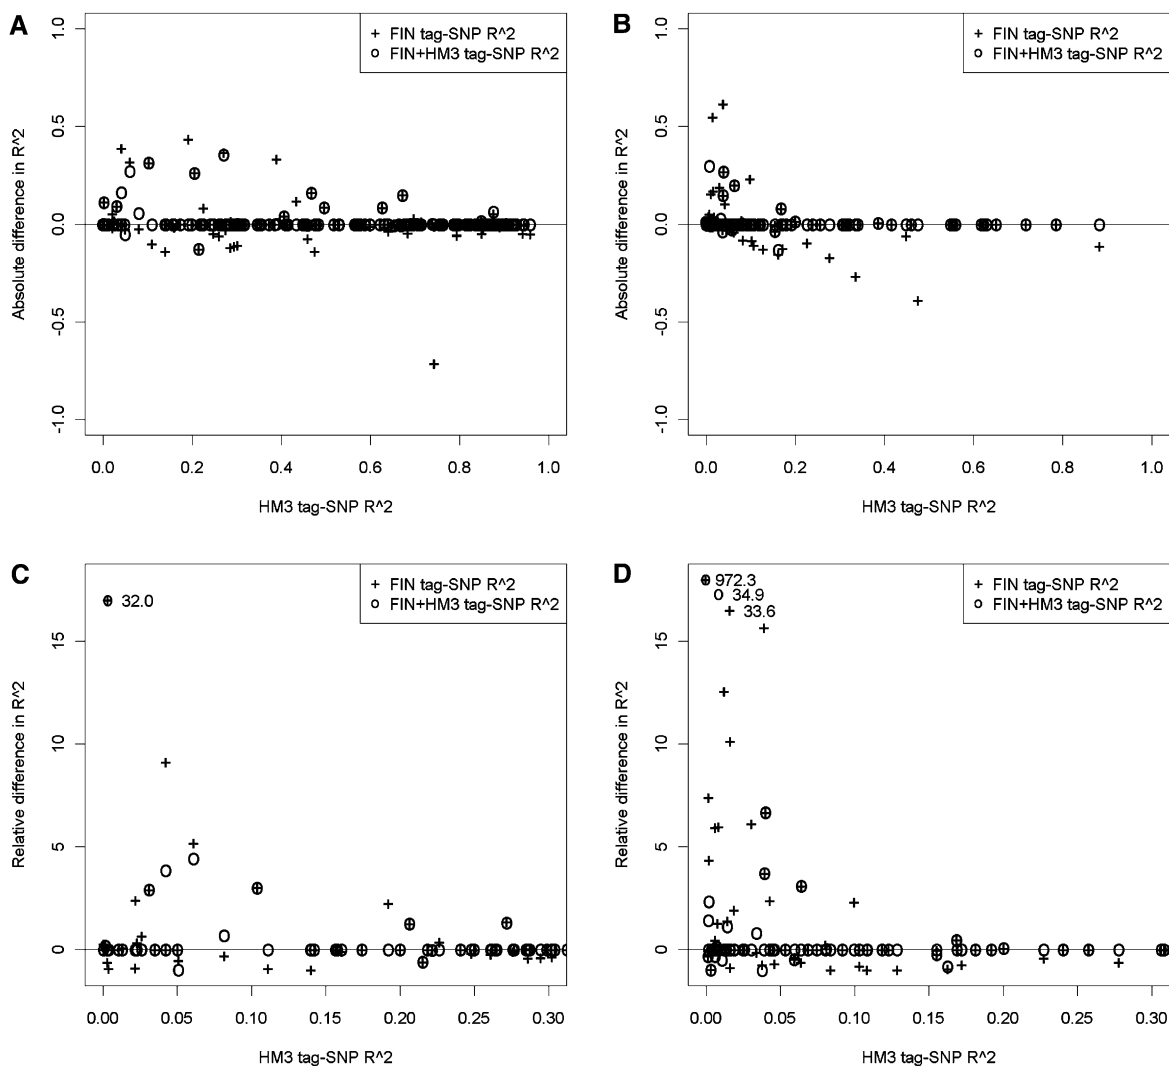 A
1.0
0.5
0.0
-0.5
-1.0
Absolute difference in R^2
FIN tag-SNP R^2
FIN+HM3 tag-SNP R^2
0.0 0.2 0.4 0.6 0.8 1.0
HM3 tag-SNP R^2
B
1.0
0.5
0.0
-0.5
-1.0
Absolute difference in R^2
FIN tag-SNP R^2
FIN+HM3 tag-SNP R^2
0.0 0.2 0.4 0.6 0.8 1.0
HM3 tag-SNP R^2
C
15
10
5
0
Relative difference in R^2
32.0
FIN tag-SNP R^2
FIN+HM3 tag-SNP R^2
0.00 0.05 0.10 0.15 0.20 0.25 0.30
HM3 tag-SNP R^2
D
15
10
5
0
Relative difference in R^2
972.3
34.9
33.6
FIN tag-SNP R^2
FIN+HM3 tag-SNP R^2
0.00 0.05 0.10 0.15 0.20 0.25 0.30
HM3 tag-SNP R^2